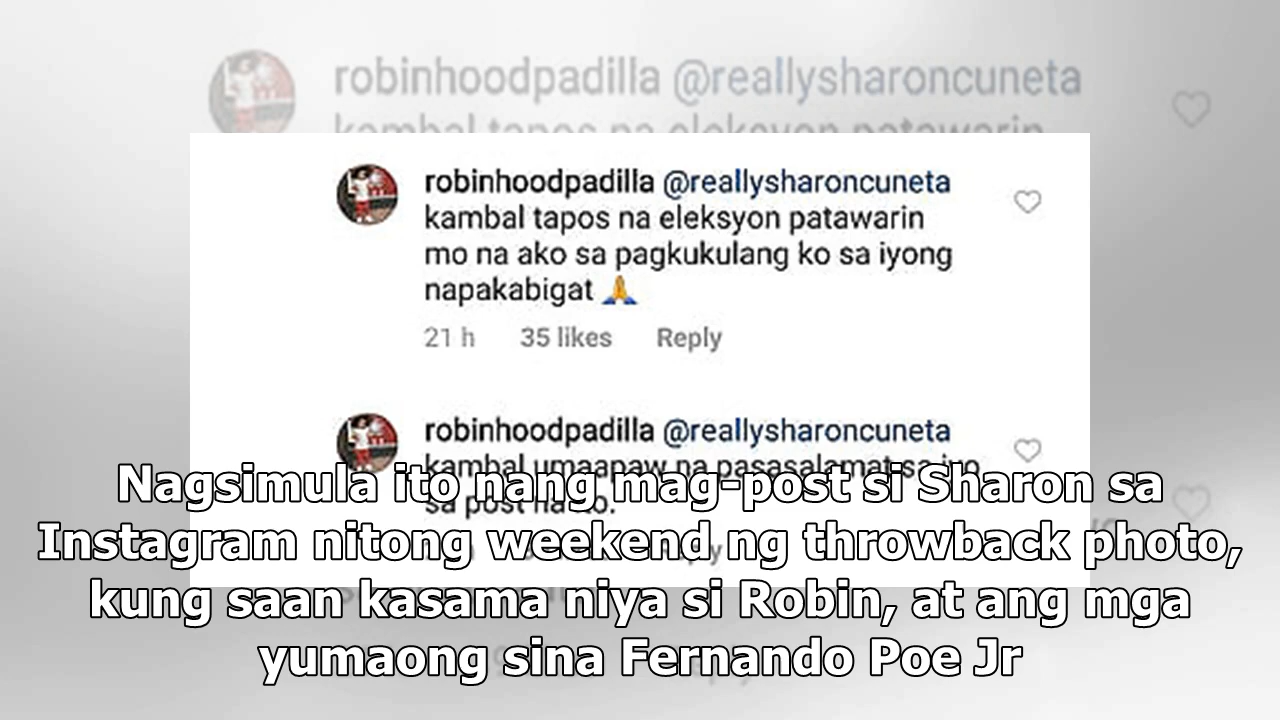 robinhoodpadilla @reallysharoncuneta
kambal tapos na eleksyon patawarin
robinhoodpadilla @reallysharoncuneta
kambal tapos na eleksyon patawarin
mo na ako sa pagkukulang ko sa iyong
napakabigat 🙏
21 h 35 likes Reply
robinhoodpadilla @reallysharoncuneta
kambal umaapaw na pasasalamat sa iyo
sa post na ito.
Nagsimula ito nang mag-post si Sharon sa
Instagram nitong weekend ng throwback photo,
kung saan kasama niya si Robin, at ang mga
yumaong sina Fernando Poe Jr